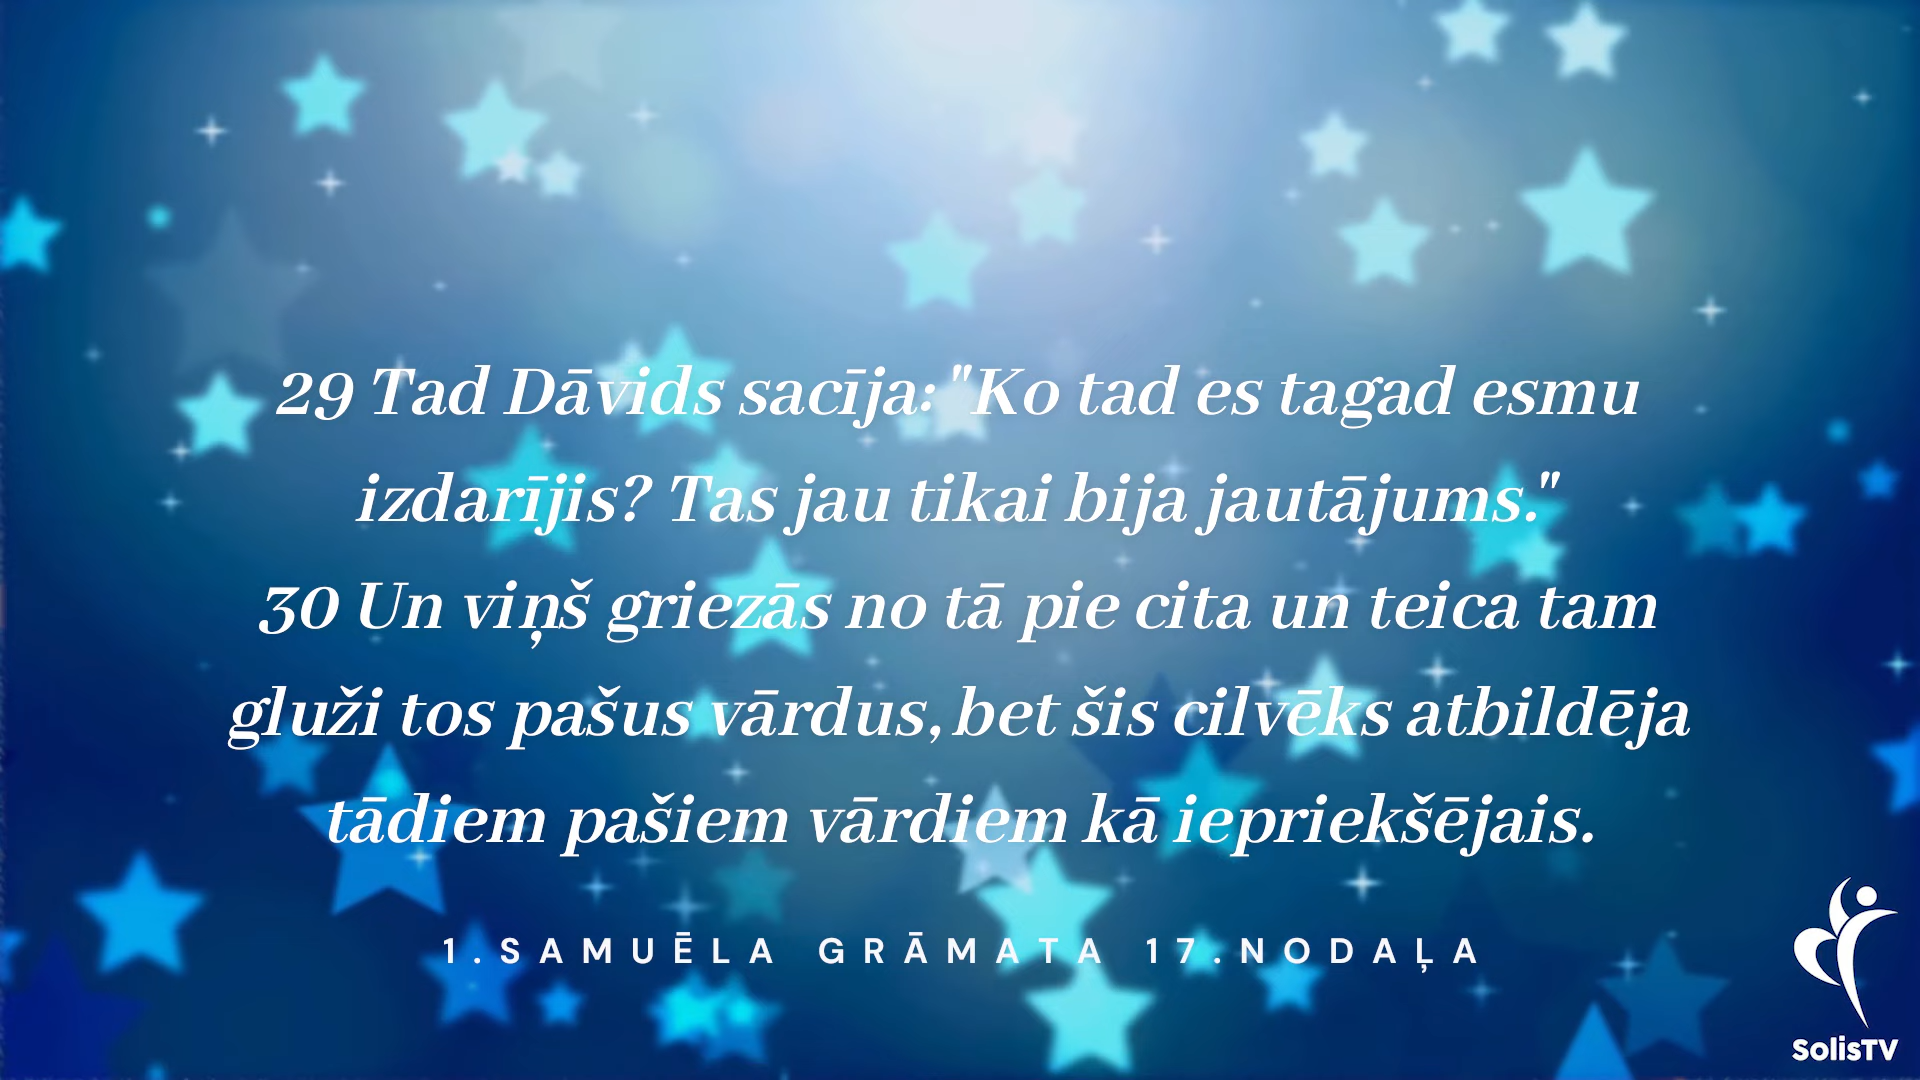 29 Tad Dāvids sacīja: "Ko tad es tagad esmu
izdarījis? Tas jau tikai bija jautājums."
30 Un viņš griezās no tā pie cita un teica tam
gluži tos pašus vārdus, bet šis cilvēks atbildēja
tādiem pašiem vārdiem kā iepriekšējais.
1.SAMUĒLA GRĀMATA 17.NODAĻA
SolisTV